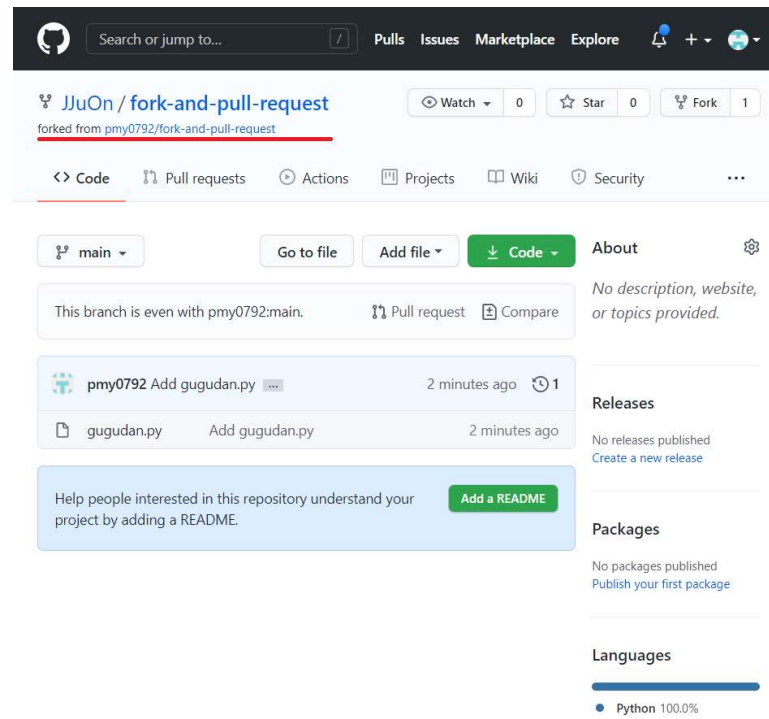 Search or jump to... /
Pulls Issues Marketplace Explore
JJuOn / fork-and-pull-request
forked from pmy0792/fork-and-pull-request
Watch 0 Star 0 Fork 1
<> Code Pull requests Actions Projects Wiki Security ...
main Go to file Add file Code
This branch is even with pmy0792:main. Pull request Compare
pmy0792 Add gugudan.py ... 2 minutes ago 1
gugudan.py Add gugudan.py 2 minutes ago
Help people interested in this repository understand your
project by adding a README.
Add a README
About
No description, website,
or topics provided.
Releases
No releases published
Create a new release
Packages
No packages published
Publish your first package
Languages
Python 100.0%